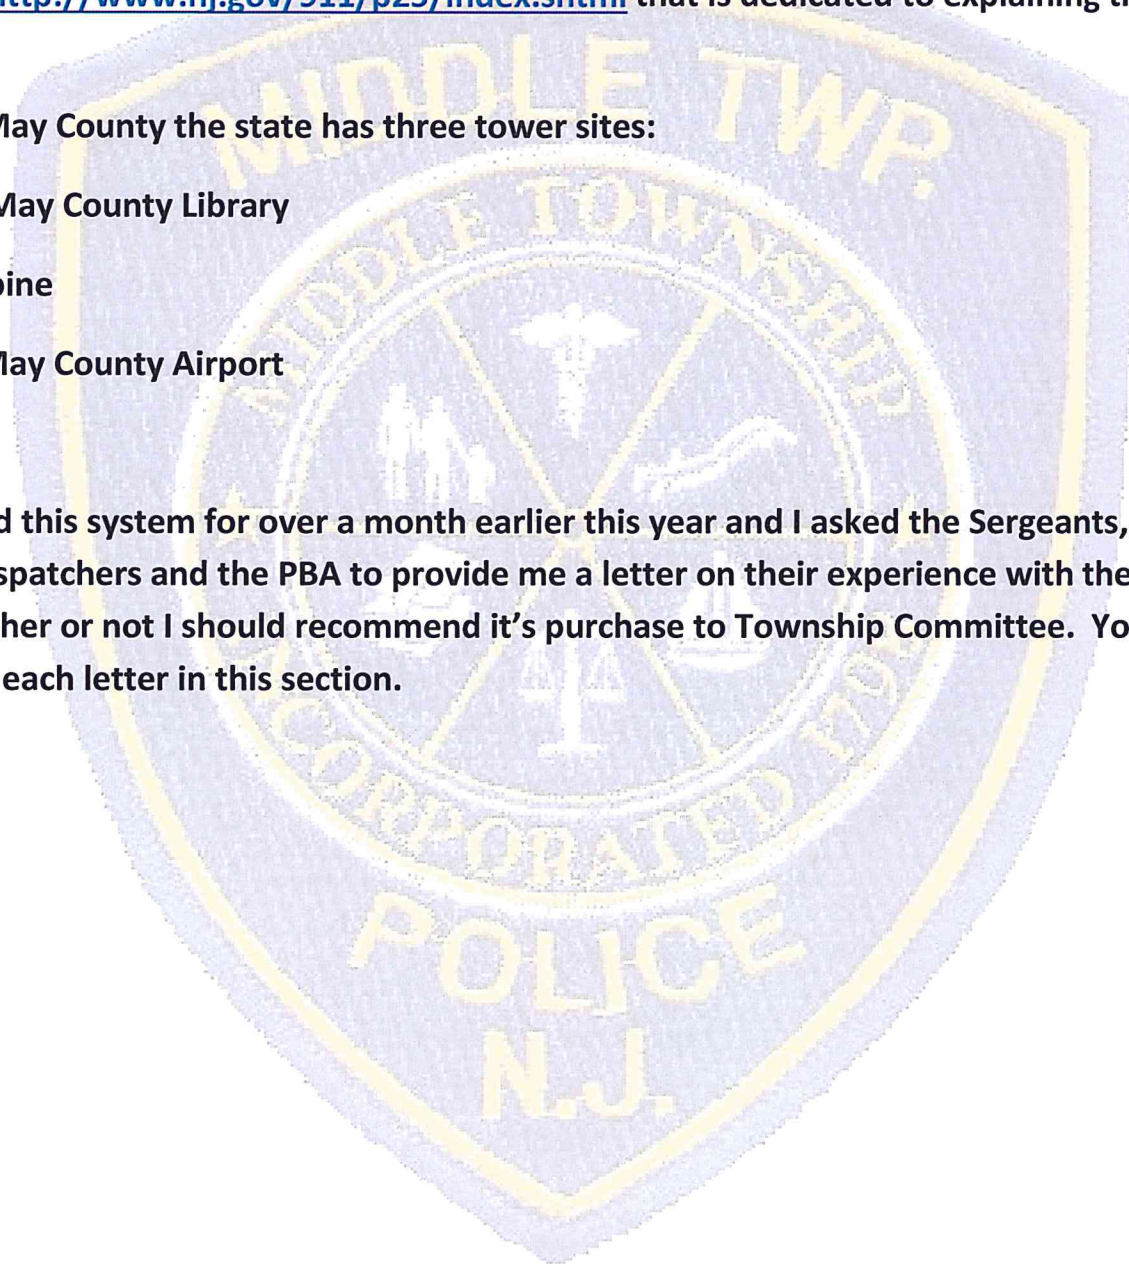 http://www.nj.gov/911/p25/index.shtml that is dedicated to explaining
May County the state has three tower sites:
May County Library
pine
May County Airport
d this system for over a month earlier this year and I asked the Sergeants,
spatchers and the PBA to provide me a letter on their experience with the
her or not I should recommend it’s purchase to Township Committee. Yo
each letter in this section.
MIDDLE TWP.
MIDDLE TOWNSHIP
INCORPORATED
POLICE
N.J.